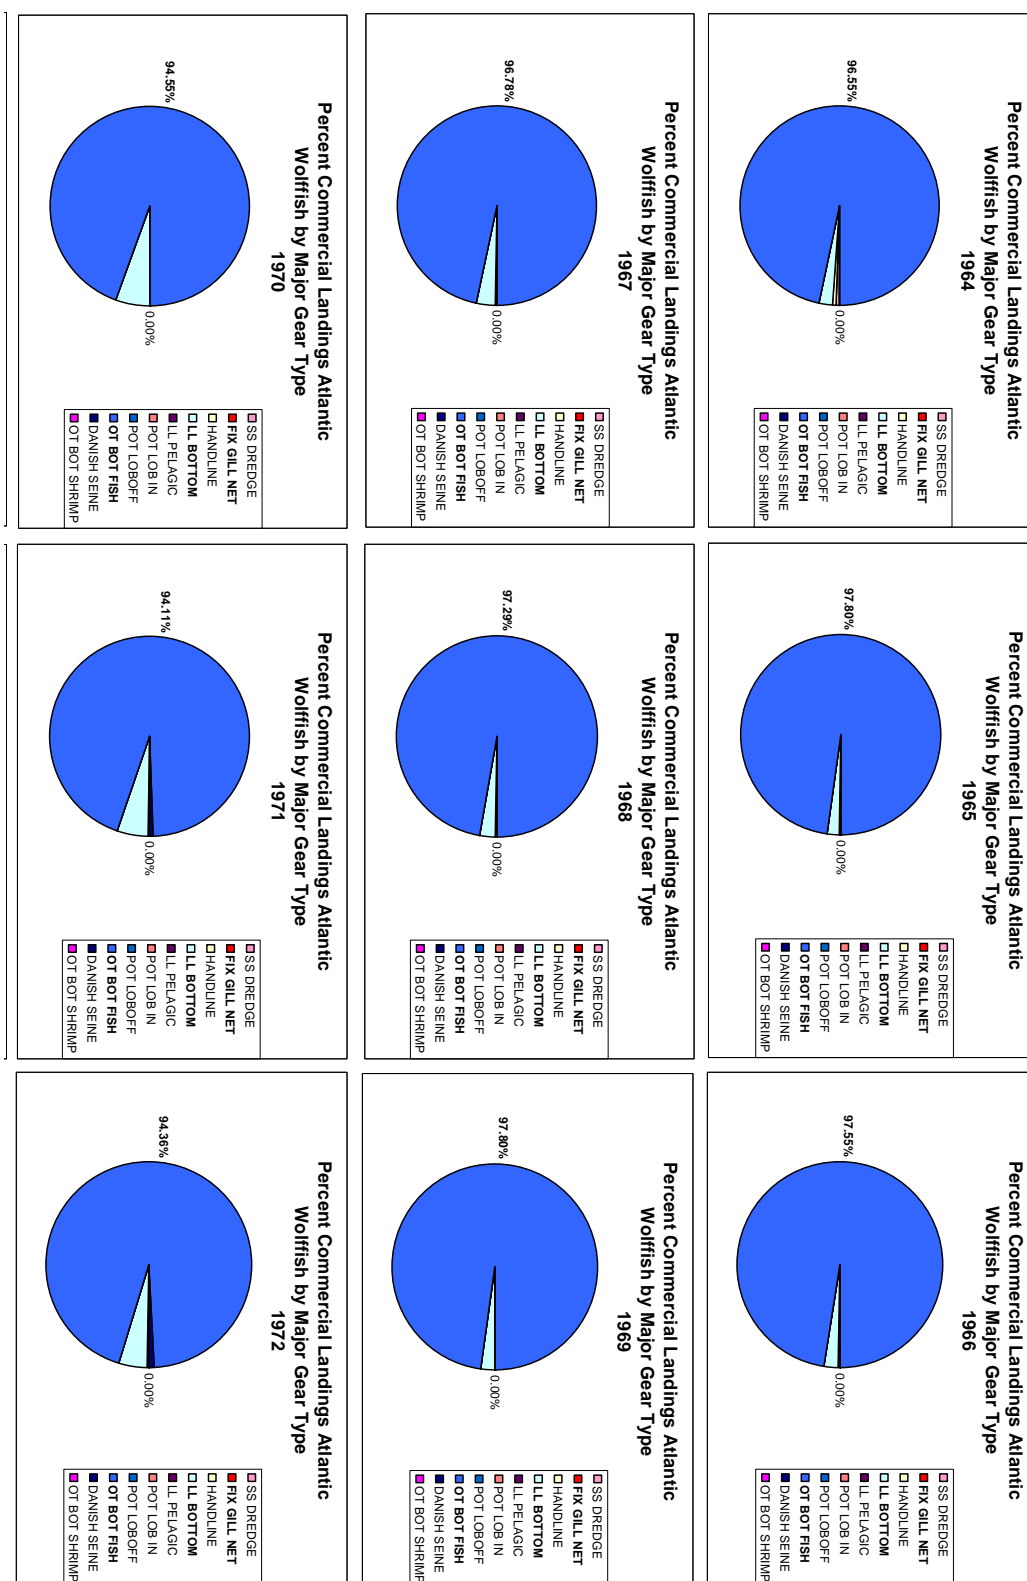 Percent Commercial Landings Atlantic
Wolffish by Major Gear Type
1964
96.55%
0.00%
SS DREDGE
FIX GILL NET
HANDLINE
LL BOTTOM
LL PELAGIC
POT LOB IN
POT LOBOFF
OT BOT FISH
DANISH SEINE
OT BOT SHRIMP
Percent Commercial Landings Atlantic
Wolffish by Major Gear Type
1965
97.80%
0.00%
SS DREDGE
FIX GILL NET
HANDLINE
LL BOTTOM
LL PELAGIC
POT LOB IN
POT LOBOFF
OT BOT FISH
DANISH SEINE
OT BOT SHRIMP
Percent Commercial Landings Atlantic
Wolffish by Major Gear Type
1966
97.55%
0.00%
SS DREDGE
FIX GILL NET
HANDLINE
LL BOTTOM
LL PELAGIC
POT LOB IN
POT LOBOFF
OT BOT FISH
DANISH SEINE
OT BOT SHRIMP
Percent Commercial Landings Atlantic
Wolffish by Major Gear Type
1967
96.78%
0.00%
SS DREDGE
FIX GILL NET
HANDLINE
LL BOTTOM
LL PELAGIC
POT LOB IN
POT LOBOFF
OT BOT FISH
DANISH SEINE
OT BOT SHRIMP
Percent Commercial Landings Atlantic
Wolffish by Major Gear Type
1968
97.29%
0.00%
SS DREDGE
FIX GILL NET
HANDLINE
LL BOTTOM
LL PELAGIC
POT LOB IN
POT LOBOFF
OT BOT FISH
DANISH SEINE
OT BOT SHRIMP
Percent Commercial Landings Atlantic
Wolffish by Major Gear Type
1969
97.80%
0.00%
SS DREDGE
FIX GILL NET
HANDLINE
LL BOTTOM
LL PELAGIC
POT LOB IN
POT LOBOFF
OT BOT FISH
DANISH SEINE
OT BOT SHRIMP
Percent Commercial Landings Atlantic
Wolffish by Major Gear Type
1970
94.55%
0.00%
SS DREDGE
FIX GILL NET
HANDLINE
LL BOTTOM
LL PELAGIC
POT LOB IN
POT LOBOFF
OT BOT FISH
DANISH SEINE
OT BOT SHRIMP
Percent Commercial Landings Atlantic
Wolffish by Major Gear Type
1971
94.11%
0.00%
SS DREDGE
FIX GILL NET
HANDLINE
LL BOTTOM
LL PELAGIC
POT LOB IN
POT LOBOFF
OT BOT FISH
DANISH SEINE
OT BOT SHRIMP
Percent Commercial Landings Atlantic
Wolffish by Major Gear Type
1972
94.36%
0.00%
SS DREDGE
FIX GILL NET
HANDLINE
LL BOTTOM
LL PELAGIC
POT LOB IN
POT LOBOFF
OT BOT FISH
DANISH SEINE
OT BOT SHRIMP